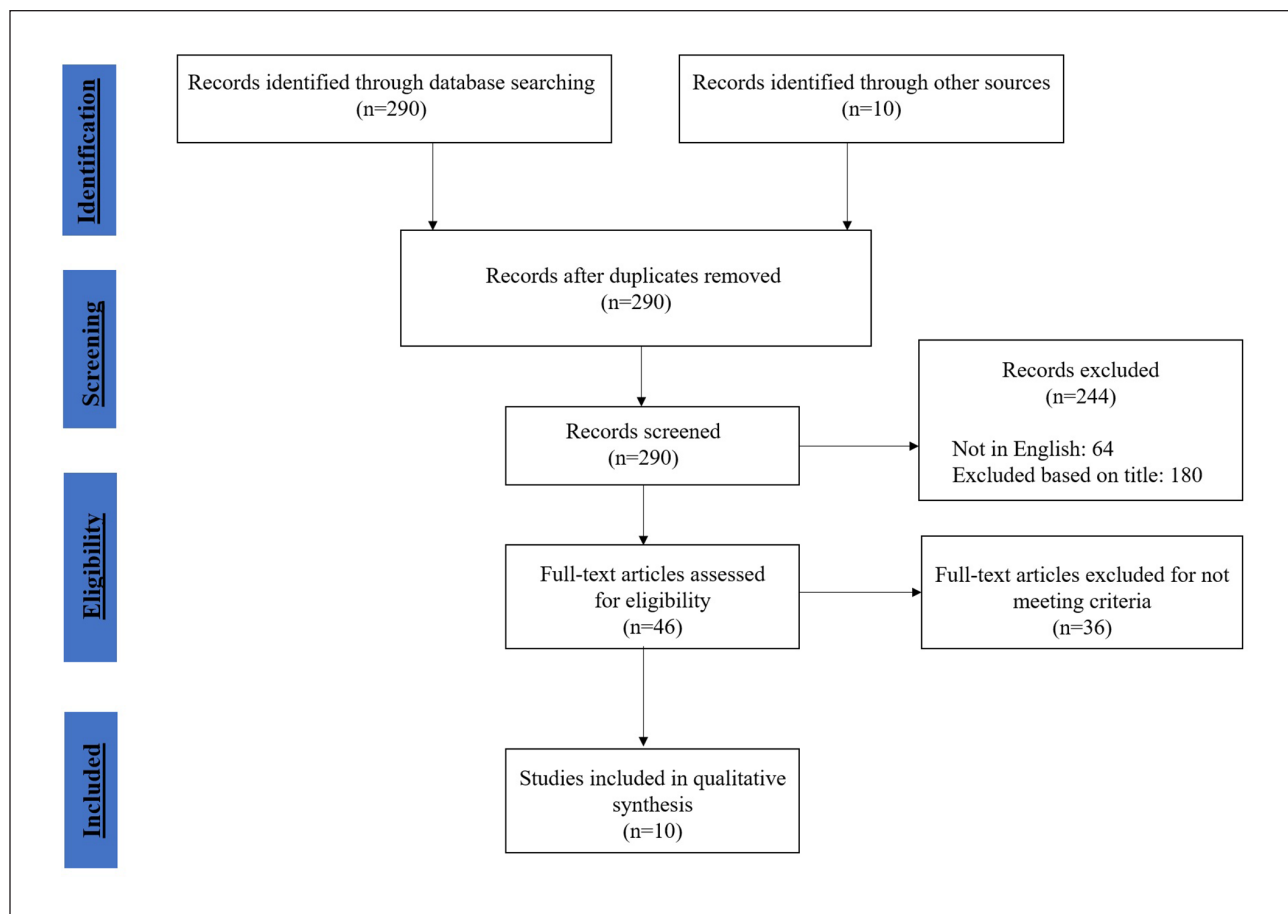 Identification
Records identified through database searching
(n=290)
Records identified through other sources
(n=10)
Records after duplicates removed
(n=290)
Screening
Records screened
(n=290)
Records excluded
(n=244)
Not in English: 64
Excluded based on title: 180
Eligibility
Full-text articles assessed
for eligibility
(n=46)
Full-text articles excluded for not
meeting criteria
(n=36)
Included
Studies included in qualitative
synthesis
(n=10)